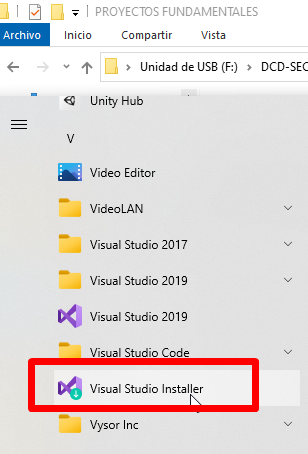 PROYECTOS FUNDAMENTALES
Archivo Inicio Compartir Vista
Unidad de USB (F:) DCD-SEC
Unity Hub
V
Video Editor
VideoLAN
Visual Studio 2017
Visual Studio 2019
Visual Studio 2019
Visual Studio Code
Visual Studio Installer
Vysor Inc